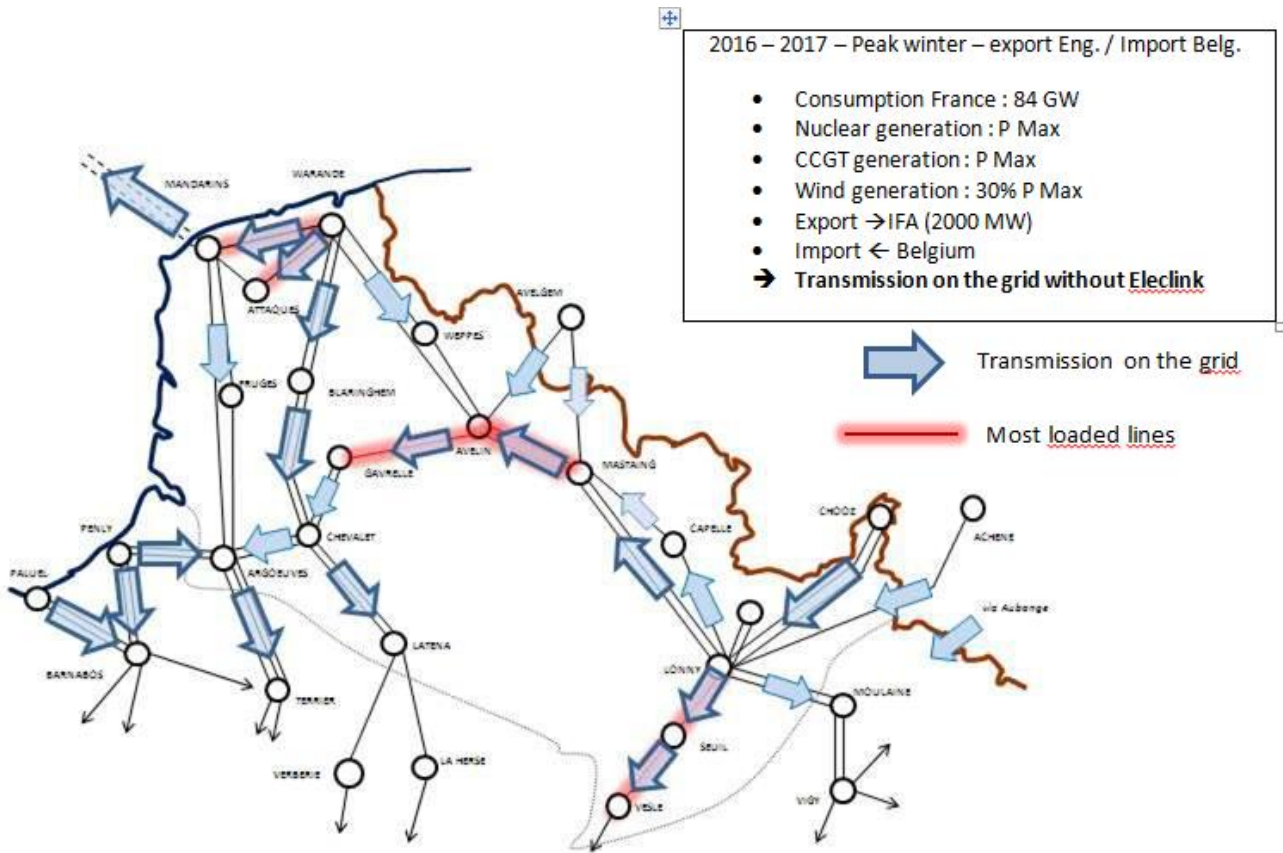 2016 – 2017 – Peak winter – export Eng. / Import Belg.
• Consumption France : 84 GW
• Nuclear generation : P Max
• CCGT generation : P Max
• Wind generation : 30% P Max
• Export → IFA (2000 MW)
• Import ← Belgium
➔ Transmission on the grid without Eleclink
Transmission on the grid
Most loaded lines
MANDARINS
WARANDE
ATTAQUES
AVELGEM
WEPPES
FRUGES
BLARINGHEM
AVELIN
GAVRELLE
MASTAING
CAPELLE
CHOOZ
ACHENE
PENLY
CHEVALET
PALUEL
ARGOEUVES
via Aubange
LATENA
BARNABOS
LONNY
TERRIER
MOULAINE
SEUIL
VERBERIE
LA HERSE
VESLE
VIGY